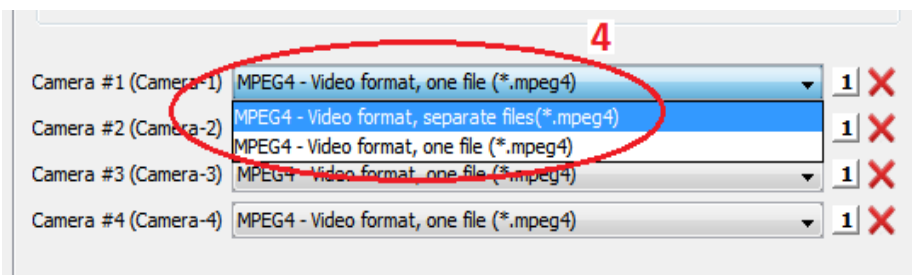 4
Camera #1 (Camera-1) MPEG4 - Video format, one file (*.mpeg4) 1
MPEG4 - Video format, separate files(*.mpeg4)
Camera #2 (Camera-2) 1
MPEG4 - Video format, one file (*.mpeg4)
Camera #3 (Camera-3) MPEG4 - Video format, one file (*.mpeg4) 1
Camera #4 (Camera-4) MPEG4 - Video format, one file (*.mpeg4) 1